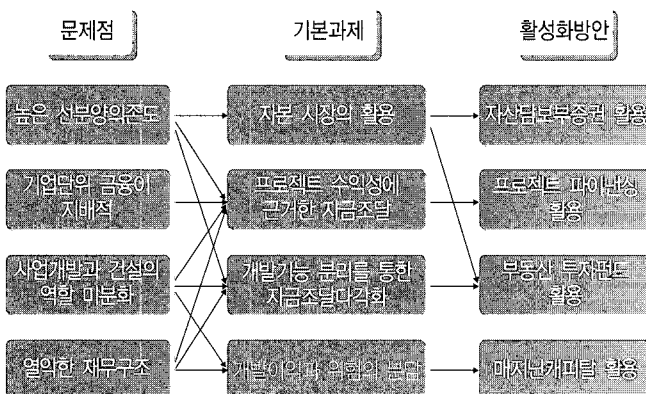 문제점
기본과제
활성화방안
높은 선분양의존도
자본 시장의 활용
자산담보부증권 활용
기업단위 금융이
지배적
프로젝트 수익성에
근거한 자금조달
프로젝트 파이낸싱
활용
사업개발과 건설의
역할 미분화
개발기능 분리를 통한
자금조달다각화
부동산 투자펀드
활용
열악한 재무구조
개발이익과 위험의 분담
매자닌캐피탈 활용